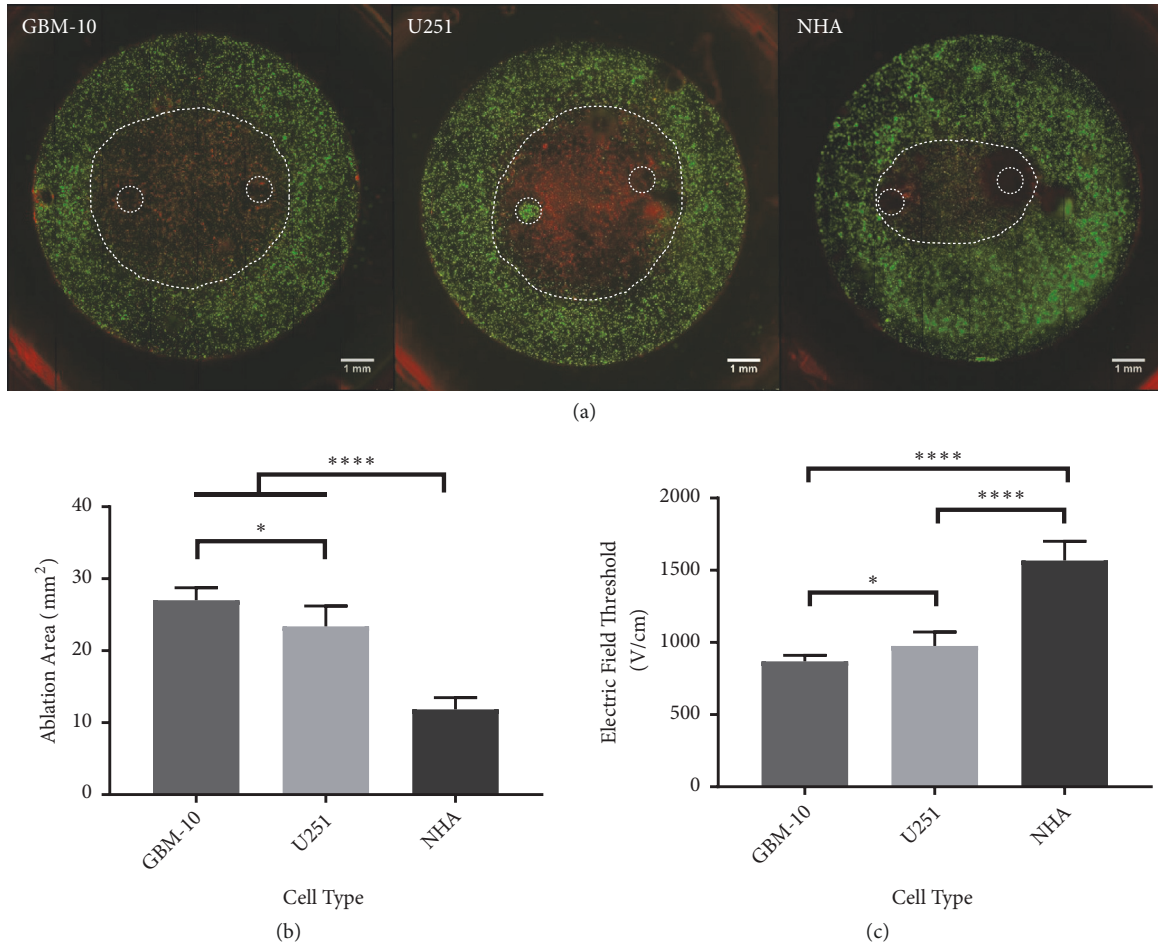 GBM-10
U251
NHA
1 mm
1 mm
1 mm
(a)
****
*
40
30
20
10
0
Ablation Area (mm²)
GBM-10
U251
NHA
Cell Type
(b)
****
****
*
2000
1500
1000
500
0
Electric Field Threshold
(V/cm)
GBM-10
U251
NHA
Cell Type
(c)